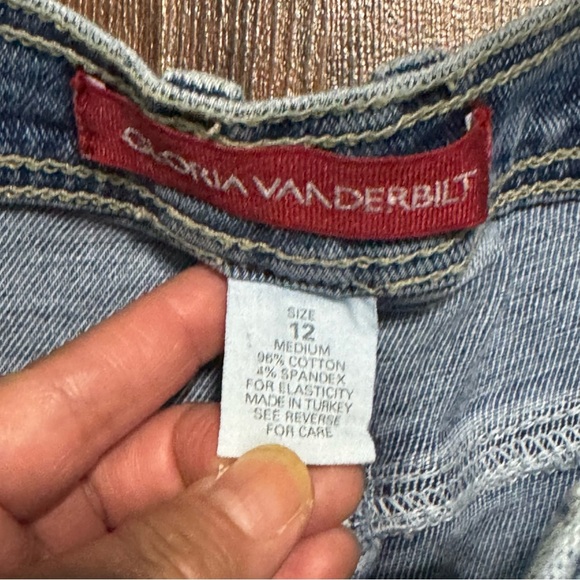 GLORIA VANDERBILT
SIZE
12
MEDIUM
96% COTTON
4% SPANDEX
FOR ELASTICITY
MADE IN TURKEY
SEE REVERSE
FOR CARE